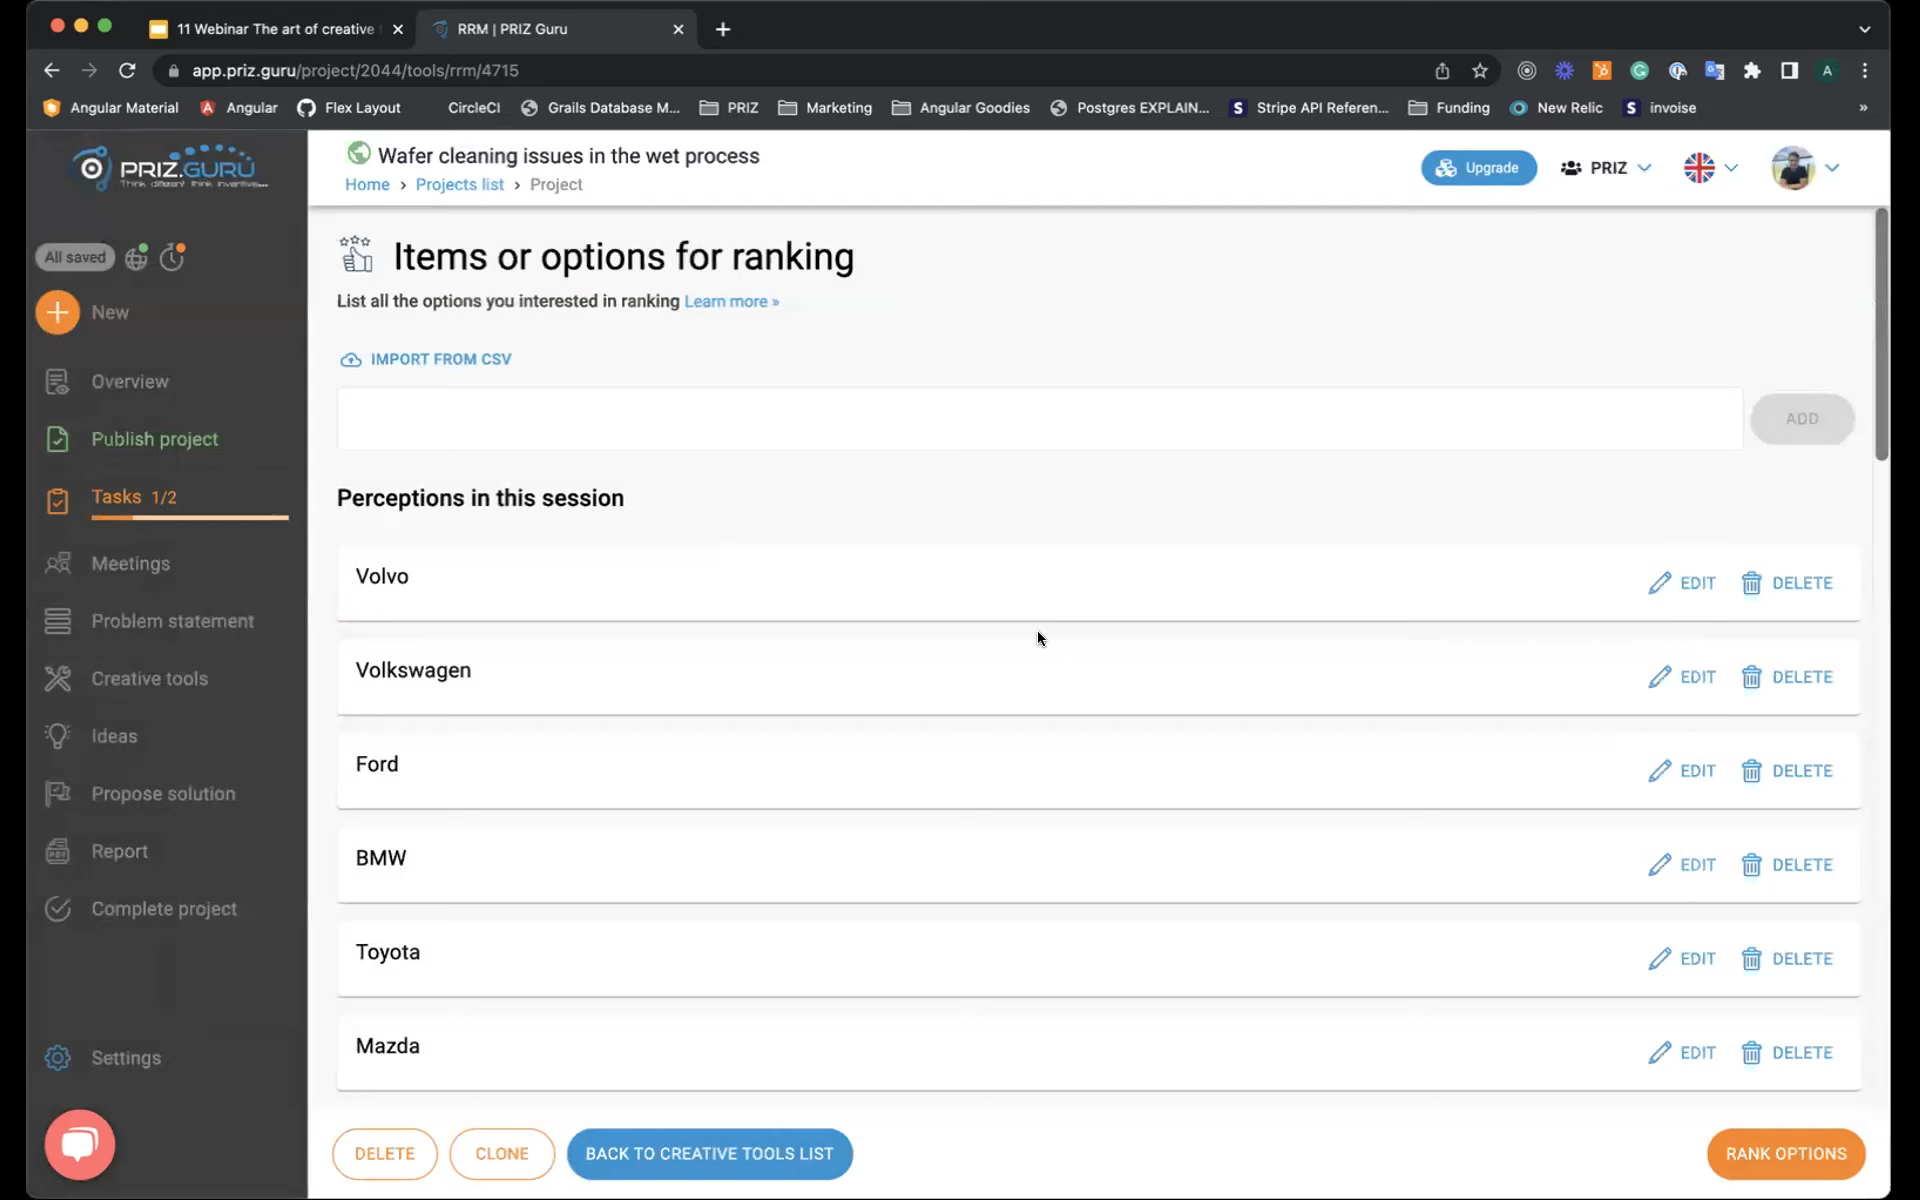 11 Webinar The art of creative
RRM | PRIZ Guru
app.priz.guru/project/2044/tools/rrm/4715
A
Angular Material
Angular
Flex Layout
CircleCI
Grails Database M...
PRIZ
Marketing
Angular Goodies
Postgres EXPLAIN...
S
Stripe API Referen...
Funding
New Relic
S
invoise
»
PRIZ.GURU
Think different think inventive...
Wafer cleaning issues in the wet process
Home › Projects list › Project
Upgrade
PRIZ
All saved
New
Overview
Publish project
Tasks 1/2
Meetings
Problem statement
Creative tools
Ideas
Propose solution
Report
Complete project
Settings
Items or options for ranking
List all the options you interested in ranking Learn more »
IMPORT FROM CSV
ADD
Perceptions in this session
Volvo
EDIT DELETE
Volkswagen
EDIT DELETE
Ford
EDIT DELETE
BMW
EDIT DELETE
Toyota
EDIT DELETE
Mazda
EDIT DELETE
DELETE
CLONE
BACK TO CREATIVE TOOLS LIST
RANK OPTIONS